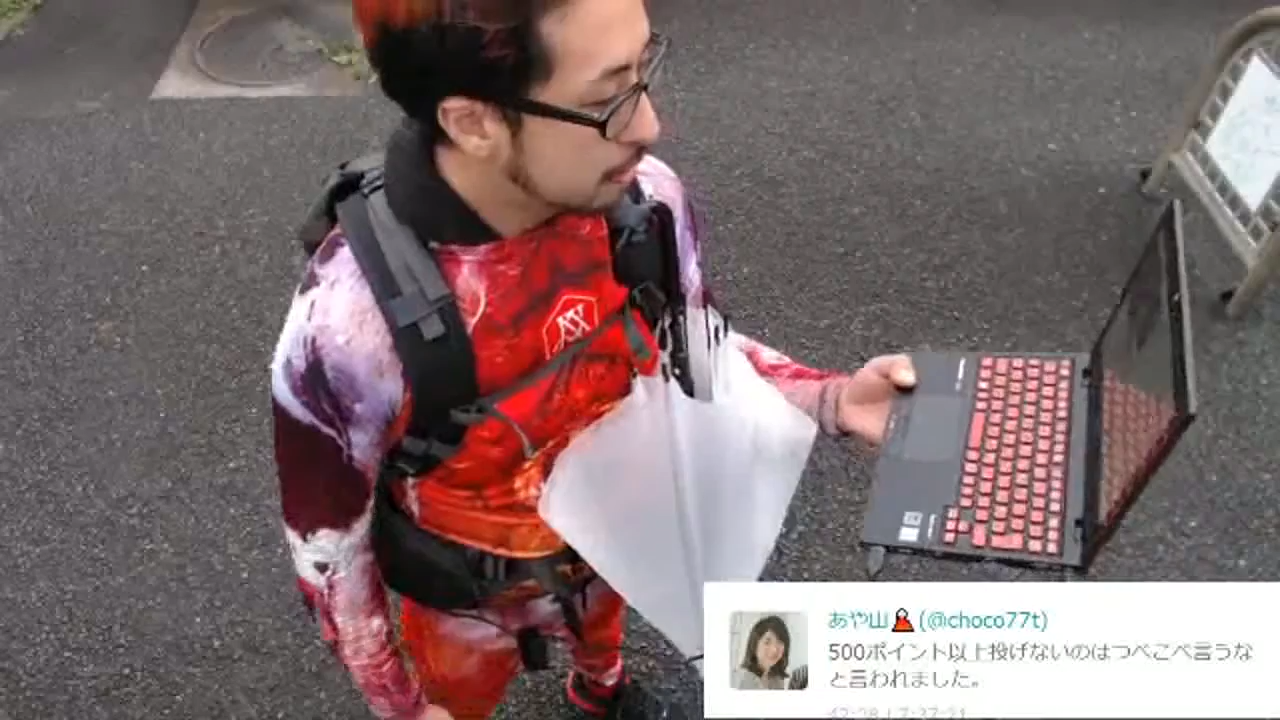 あや山🌋(@choco77t)
500ポイント以上投げないのはつべこべ言うな
と言われました。